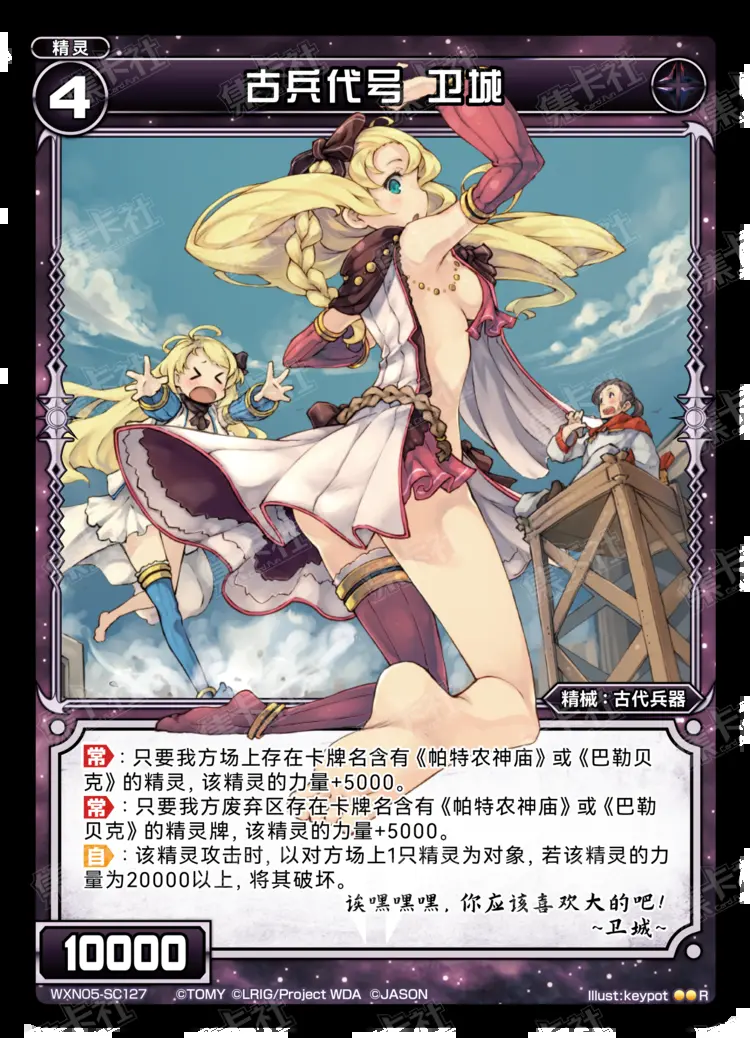 精灵
4
古兵代号 卫城
精械：古代兵器
常：只要我方场上存在卡牌名含有《帕特农神庙》或《巴勒贝
克》的精灵，该精灵的力量+5000。
常：只要我方废弃区存在卡牌名含有《帕特农神庙》或《巴勒
贝克》的精灵牌，该精灵的力量+5000。
自：该精灵攻击时，以对方场上1只精灵为对象，若该精灵的力
量为20000以上，将其破坏。
诶嘿嘿嘿，你应该喜欢大的吧！
~卫城~
10000
WXN05-SC127 ©TOMY ©LRIG/Project WDA ©JASON Illust:keypot R
集卡社